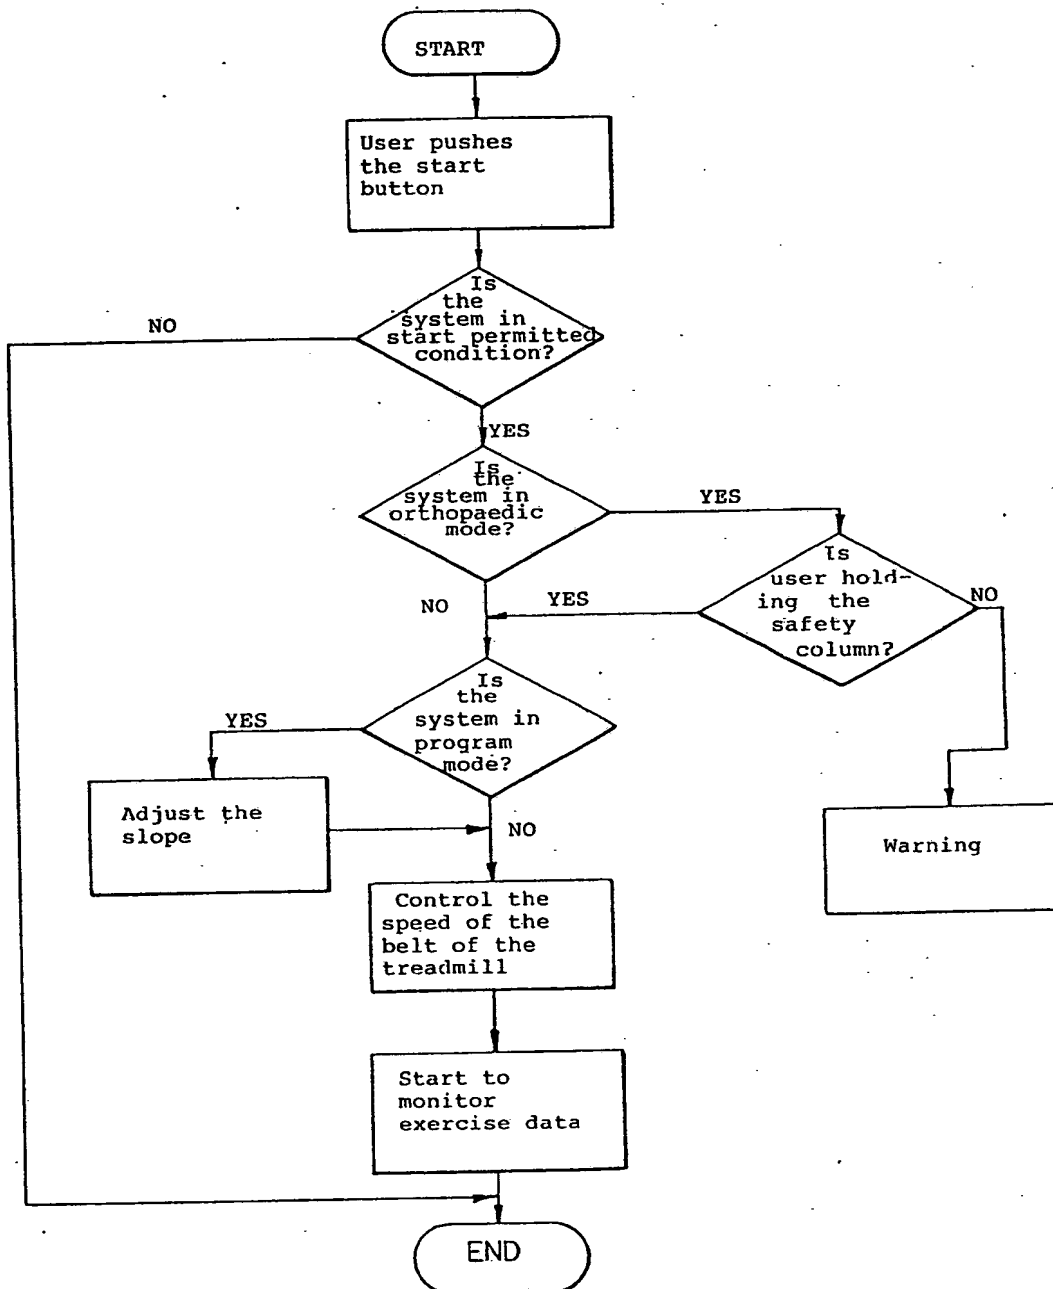 START
User pushes
the start
button
Is
the
system in
start permitted
condition?
NO
YES
Is
the
system in
orthopaedic
mode?
YES
Is
user hold-
ing the
safety
column?
NO
YES
NO
Is
the
system in
program
mode?
YES
Adjust the
slope
NO
Warning
Control the
speed of the
belt of the
treadmill
Start to
monitor
exercise data
END